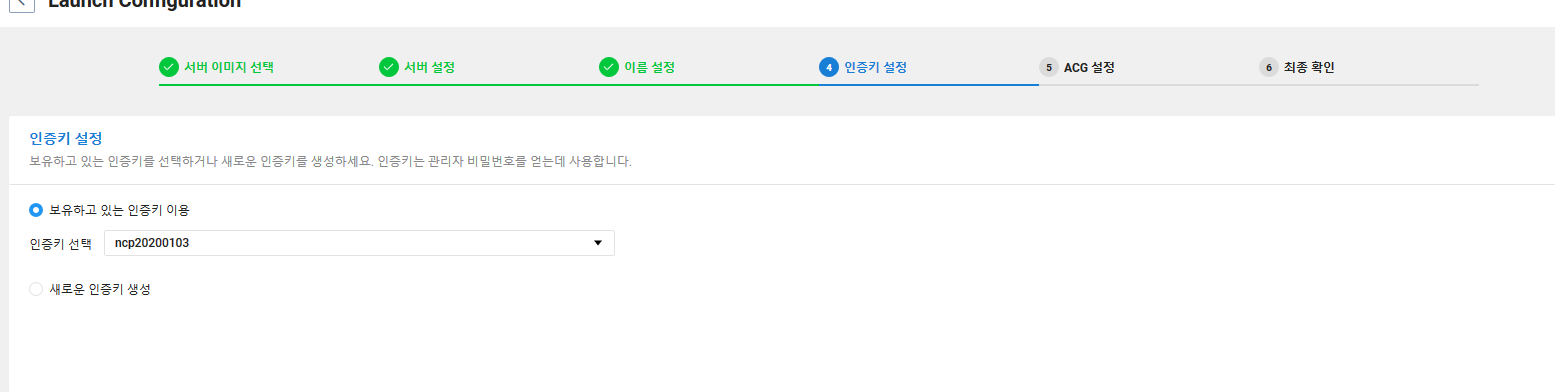 Launch Configuration
서버 이미지 선택
서버 설정
이름 설정
4 인증키 설정
5 ACG 설정
6 최종 확인
인증키 설정
보유하고 있는 인증키를 선택하거나 새로운 인증키를 생성하세요. 인증키는 관리자 비밀번호를 얻는데 사용합니다.
보유하고 있는 인증키 이용
인증키 선택 ncp20200103
새로운 인증키 생성